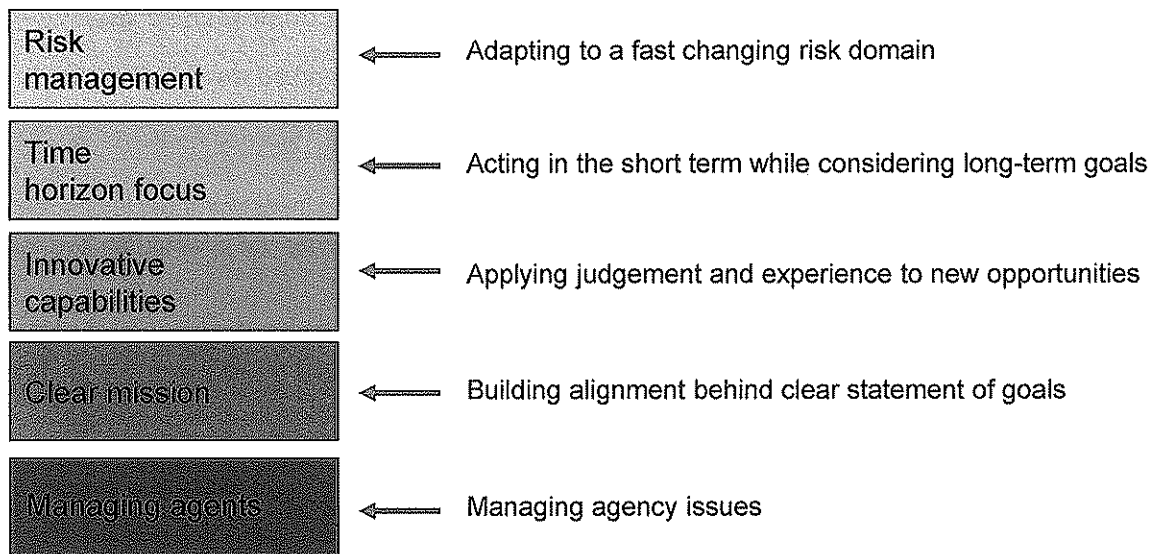 Risk
management
Adapting to a fast changing risk domain
Time
horizon focus
Acting in the short term while considering long-term goals
Innovative
capabilities
Applying judgement and experience to new opportunities
Clear mission
Building alignment behind clear statement of goals
Managing agents
Managing agency issues